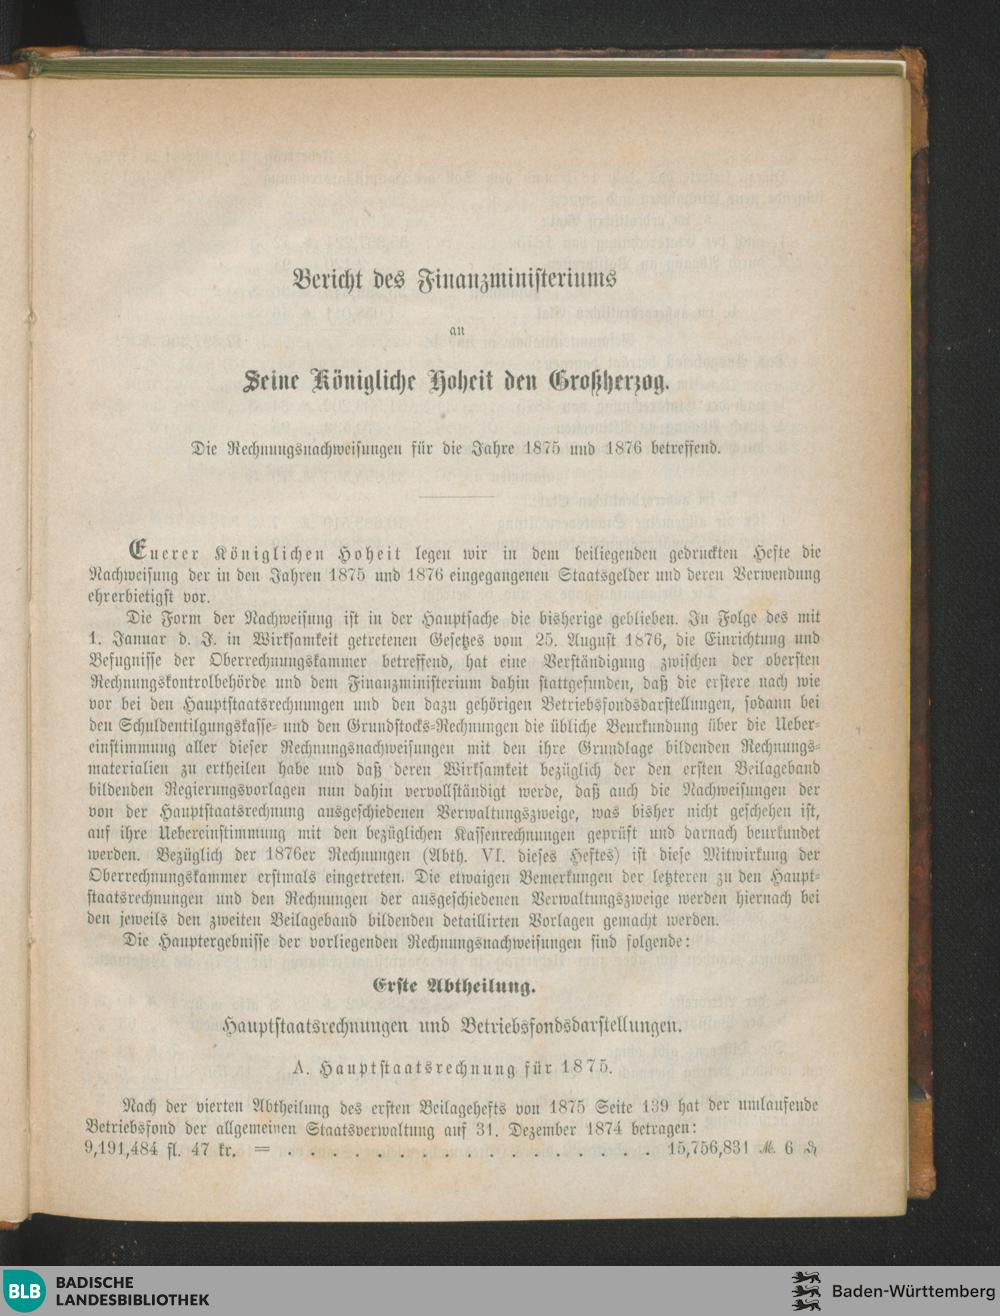 Bericht des Finanzministeriums
an
Seine Königliche Hoheit den Großherzog.
Die Rechnungsnachweisungen für die Jahre 1875 und 1876 betreffend.
Euerer Königlichen Hoheit legen wir in dem beiliegenden gedruckten Hefte die
Nachweisung der in den Jahren 1875 und 1876 eingegangenen Staatsgelder und deren Verwendung
ehrerbietigst vor.
Die Form der Nachweisung ist in der Hauptsache die bisherige geblieben. In Folge des mit
1. Januar d. J. in Wirksamkeit getretenen Gesetzes vom 25. August 1876, die Einrichtung und
Befugnisse der Oberrechnungskammer betreffend, hat eine Verständigung zwischen der obersten
Rechnungskontrolbehörde und dem Finanzministerium dahin stattgefunden, daß die erstere nach wie
vor bei den Hauptstaatsrechnungen und den dazu gehörigen Betriebsfondsdarstellungen, sodann bei
den Schuldentilgungskasse- und den Grundstocks-Rechnungen die übliche Beurkundung über die Ueber-
einstimmung aller dieser Rechnungsnachweisungen mit den ihre Grundlage bildenden Rechnungs-
materialien zu ertheilen habe und daß deren Wirksamkeit bezüglich der den ersten Beilageband
bildenden Regierungsvorlagen nun dahin vervollständigt werde, daß auch die Nachweisungen der
von der Hauptstaatsrechnung ausgeschiedenen Verwaltungszweige, was bisher nicht geschehen ist,
auf ihre Uebereinstimmung mit den bezüglichen Kassenrechnungen geprüft und darnach beurkundet
werden. Bezüglich der 1876er Rechnungen (Abth. VI. dieses Heftes) ist diese Mitwirkung der
Oberrechnungskammer erstmals eingetreten. Die etwaigen Bemerkungen der letzteren zu den Haupt-
staatsrechnungen und den Rechnungen der ausgeschiedenen Verwaltungszweige werden hiernach bei
den jeweils den zweiten Beilageband bildenden detaillirten Vorlagen gemacht werden.
Die Hauptergebnisse der vorliegenden Rechnungsnachweisungen sind folgende:
Erste Abtheilung.
Hauptstaatsrechnungen und Betriebsfondsdarstellungen.
A. Hauptstaatsrechnung für 1875.
Nach der vierten Abtheilung des ersten Beilagehefts von 1875 Seite 139 hat der umlaufende
Betriebsfond der allgemeinen Staatsverwaltung auf 31. Dezember 1874 betragen:
9,191,484 fl. 47 kr. = . . . . . . . . . . . . . . 15,756,831 ℳ. 6 ₰
BLB BADISCHE
LANDESBIBLIOTHEK
Baden-Württemberg